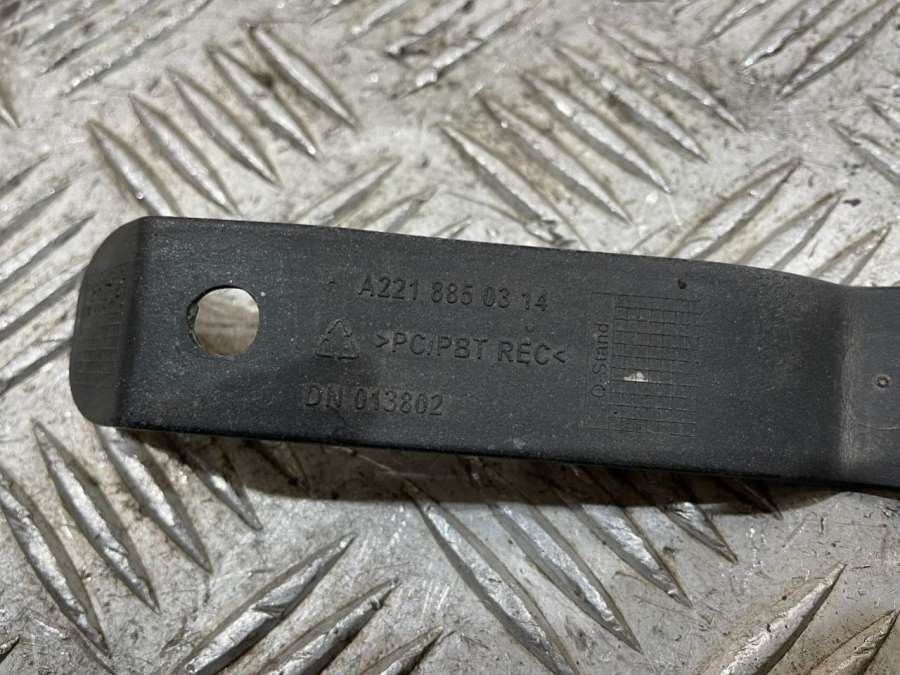 A221 885 03 14
>PC/PBT REC<
DN 013802
Q Stand